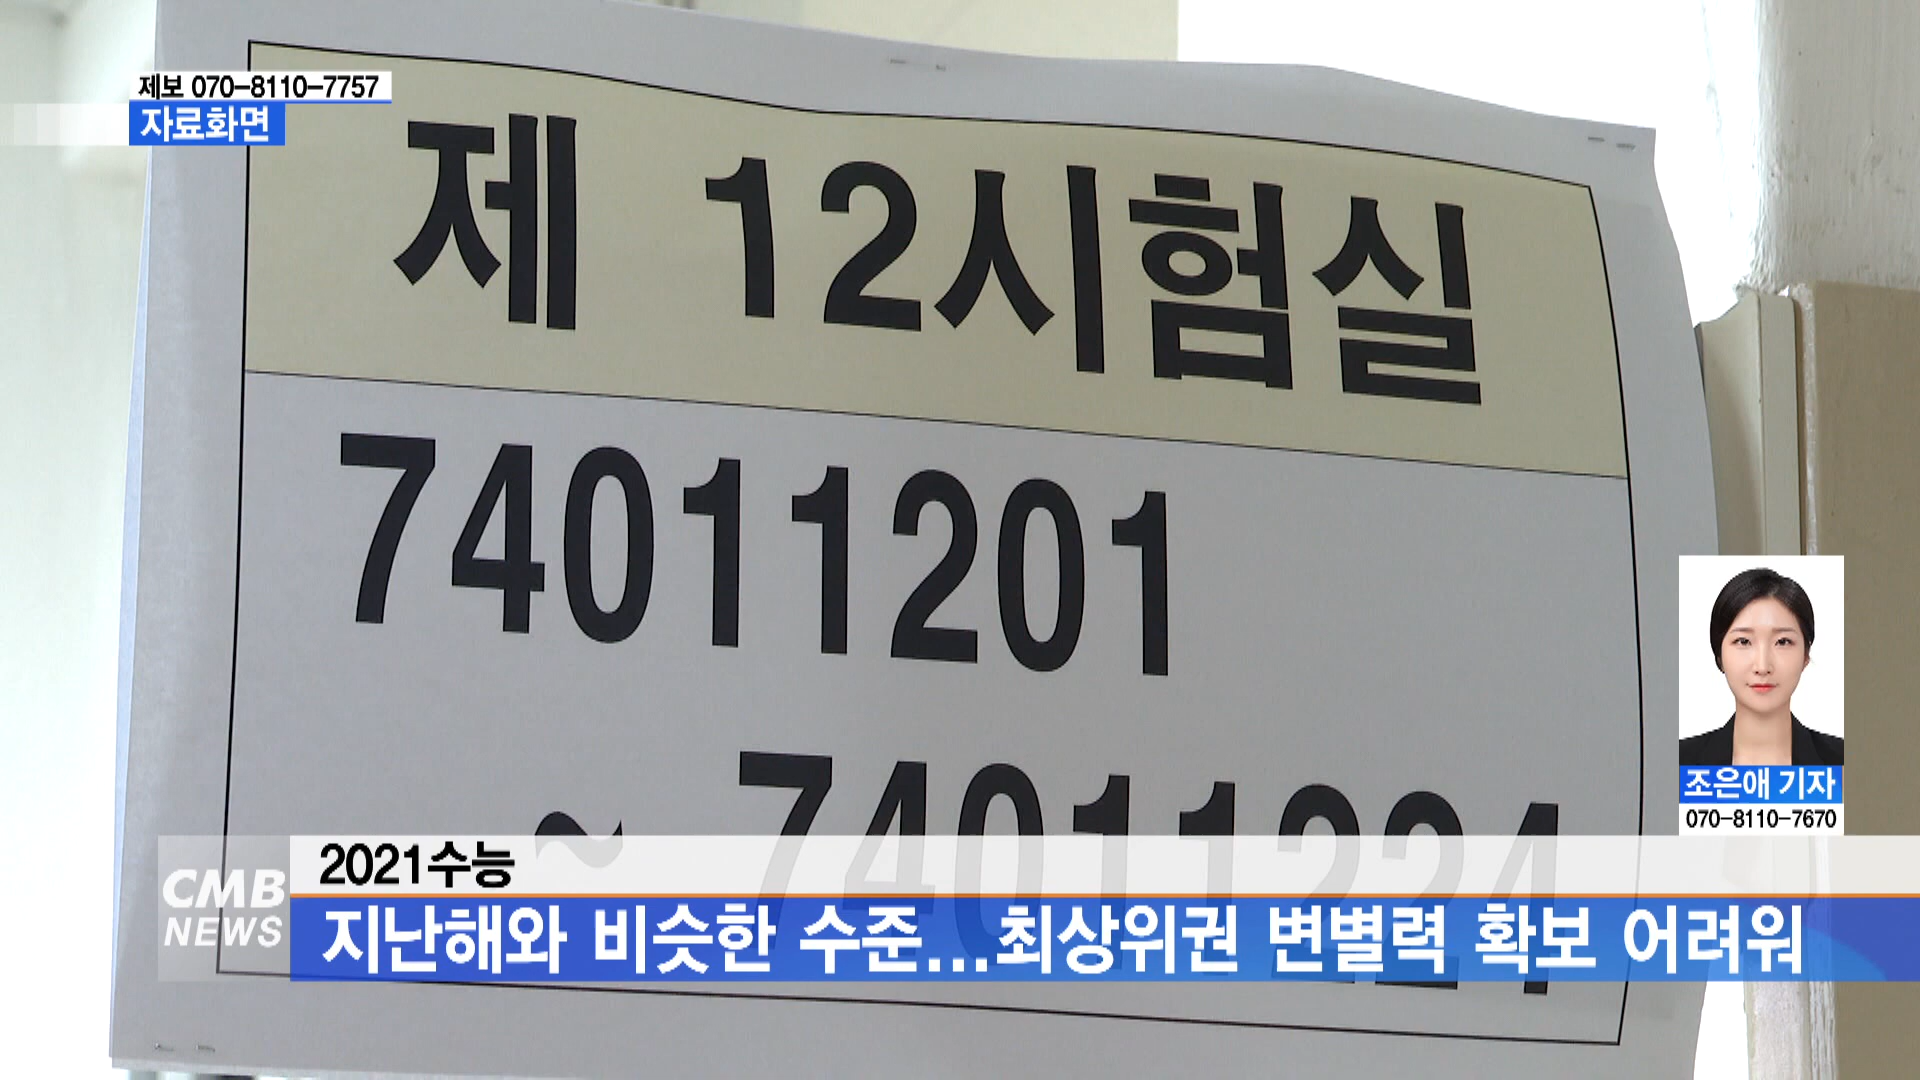 제보 070-8110-7757
자료화면
제 12시험실
74011201
~ 74011224
조은애 기자
070-8110-7670
2021수능
CMB
NEWS
지난해와 비슷한 수준...최상위권 변별력 확보 어려워